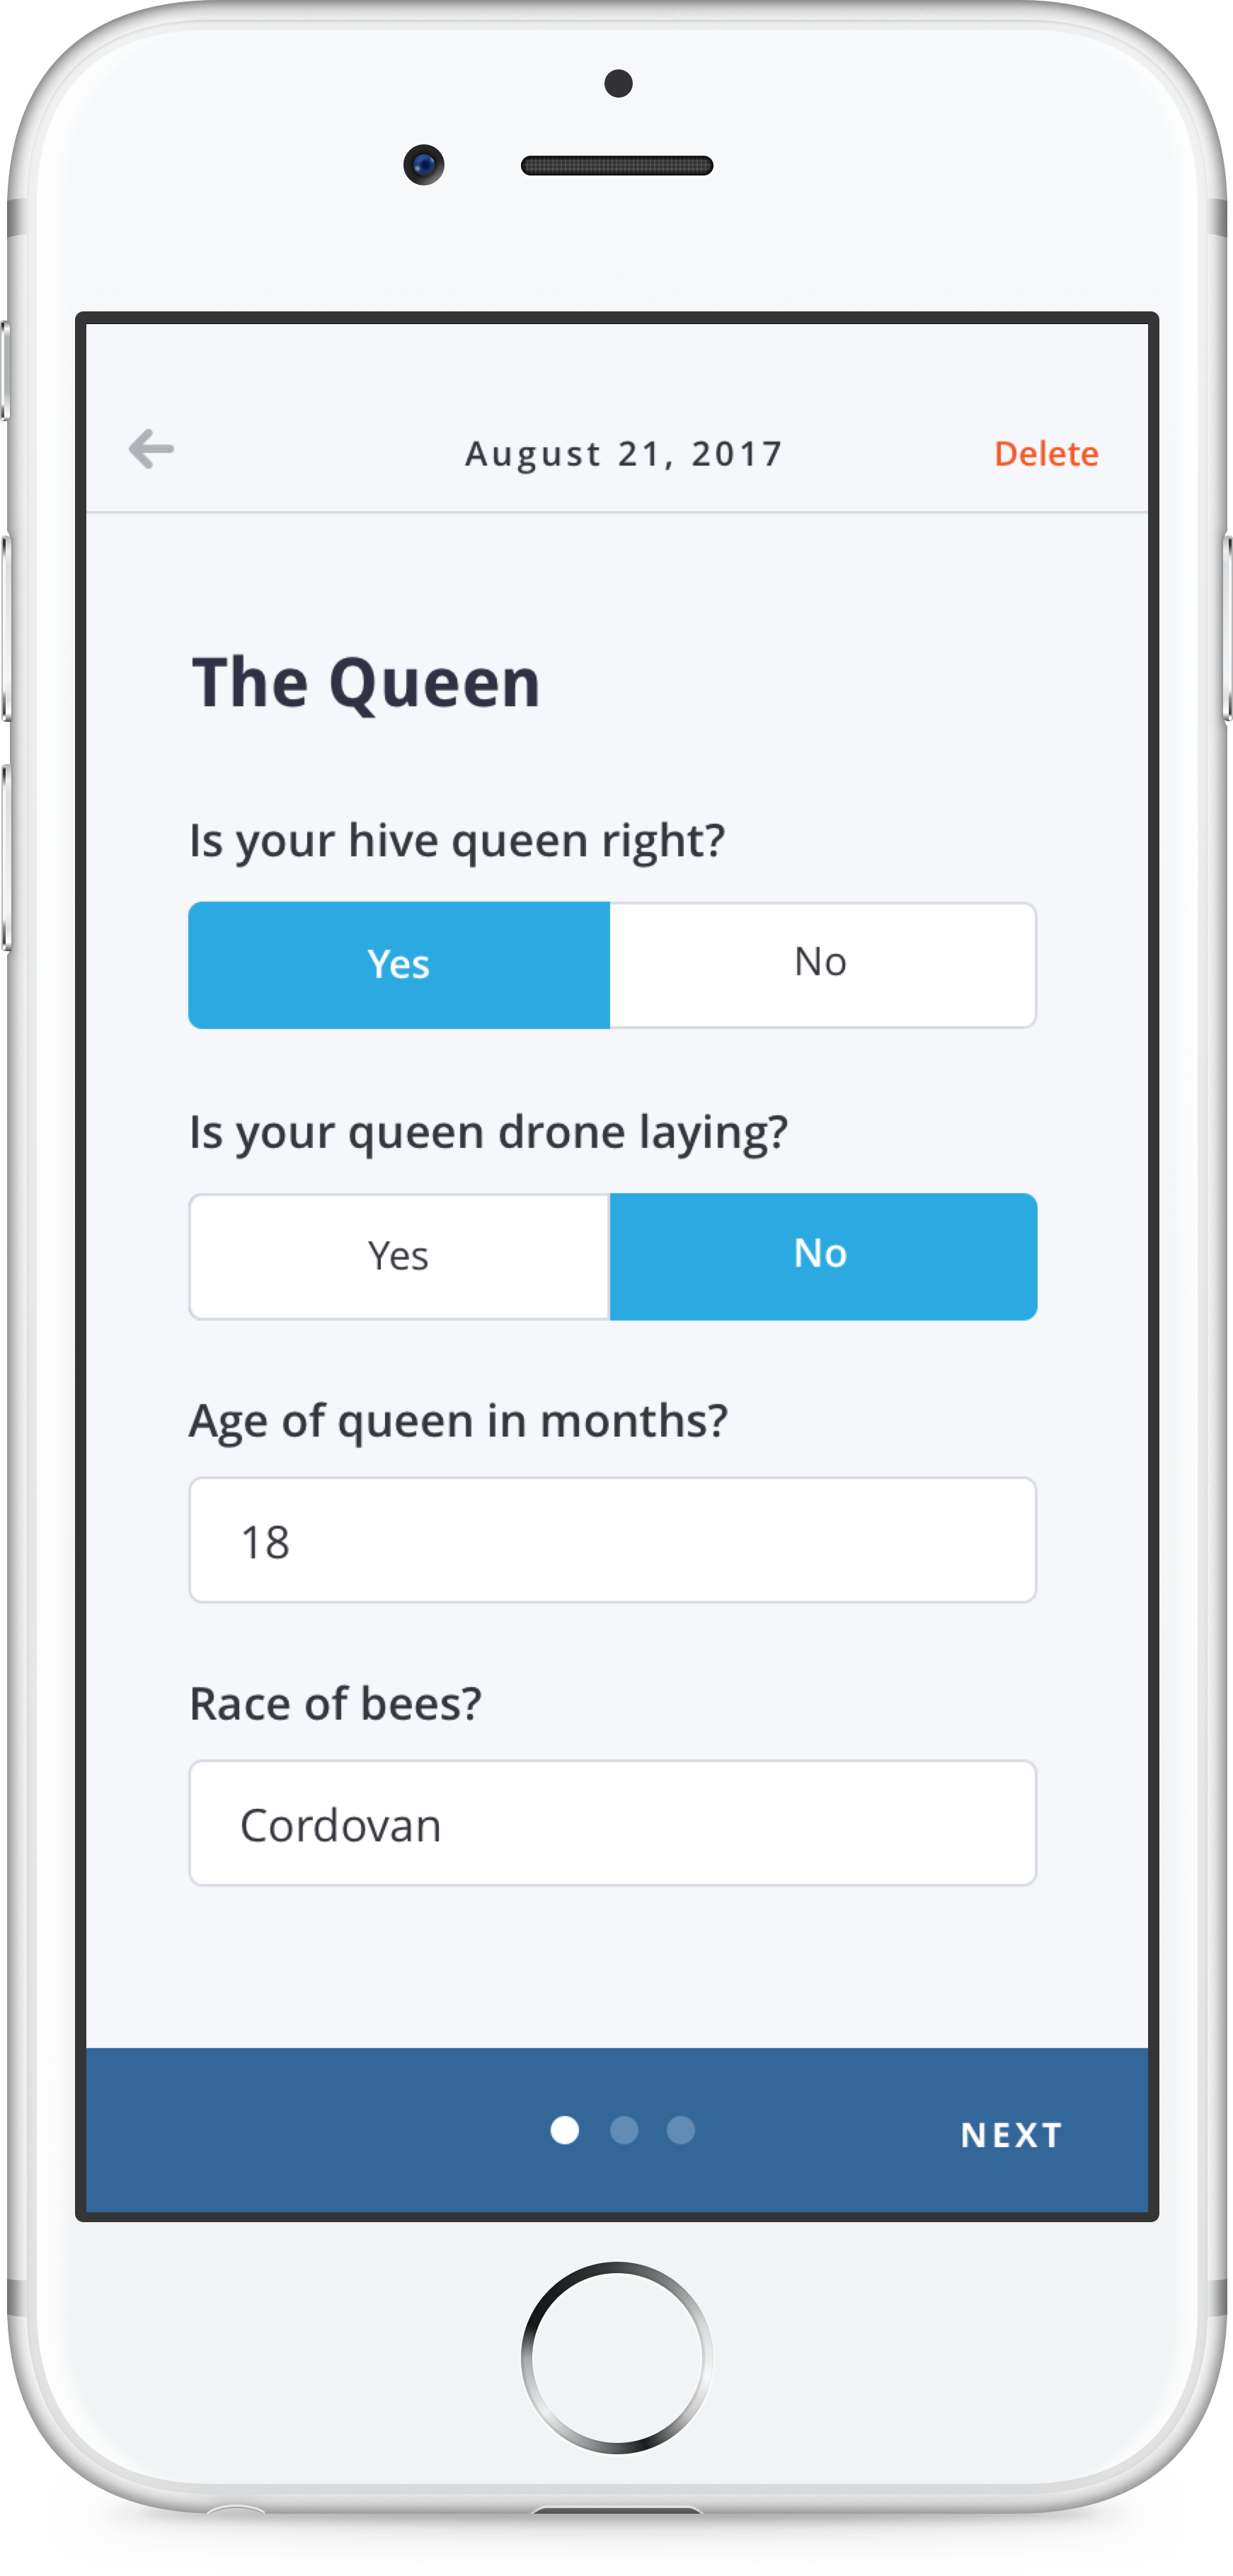 August 21, 2017 Delete
The Queen
Is your hive queen right?
Yes No
Is your queen drone laying?
Yes No
Age of queen in months?
18
Race of bees?
Cordovan
NEXT